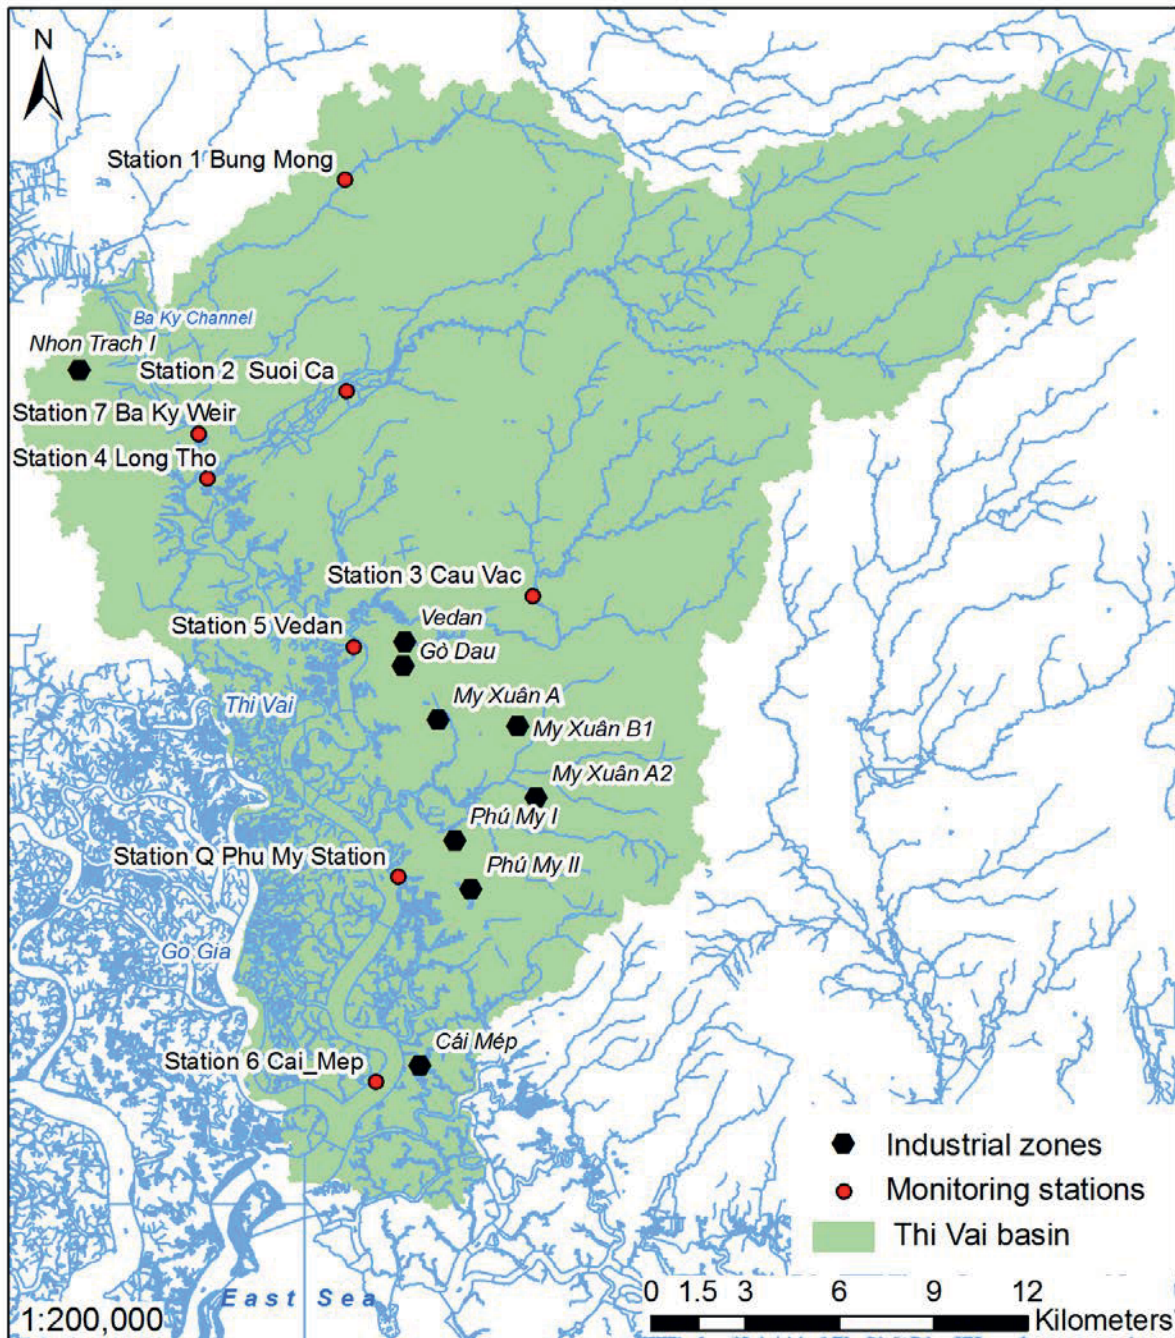 N
Station 1 Bung Mong
Ba Ky Channel
Nhon Trach I
Station 2  Suoi Ca
Station 7 Ba Ky Weir
Station 4 Long Tho
Station 3 Cau Vac
Vedan
Station 5 Vedan
Gò Dau
My Xuân A
Thi Vai
My Xuân B1
My Xuân A2
Phú My I
Station Q Phu My Station
Phú My II
Go Gia
Cái Mép
Station 6 Cai_Mep
Industrial zones
Monitoring stations
Thi Vai basin
East Sea
0 1.5 3 6 9 12
Kilometers
1:200,000